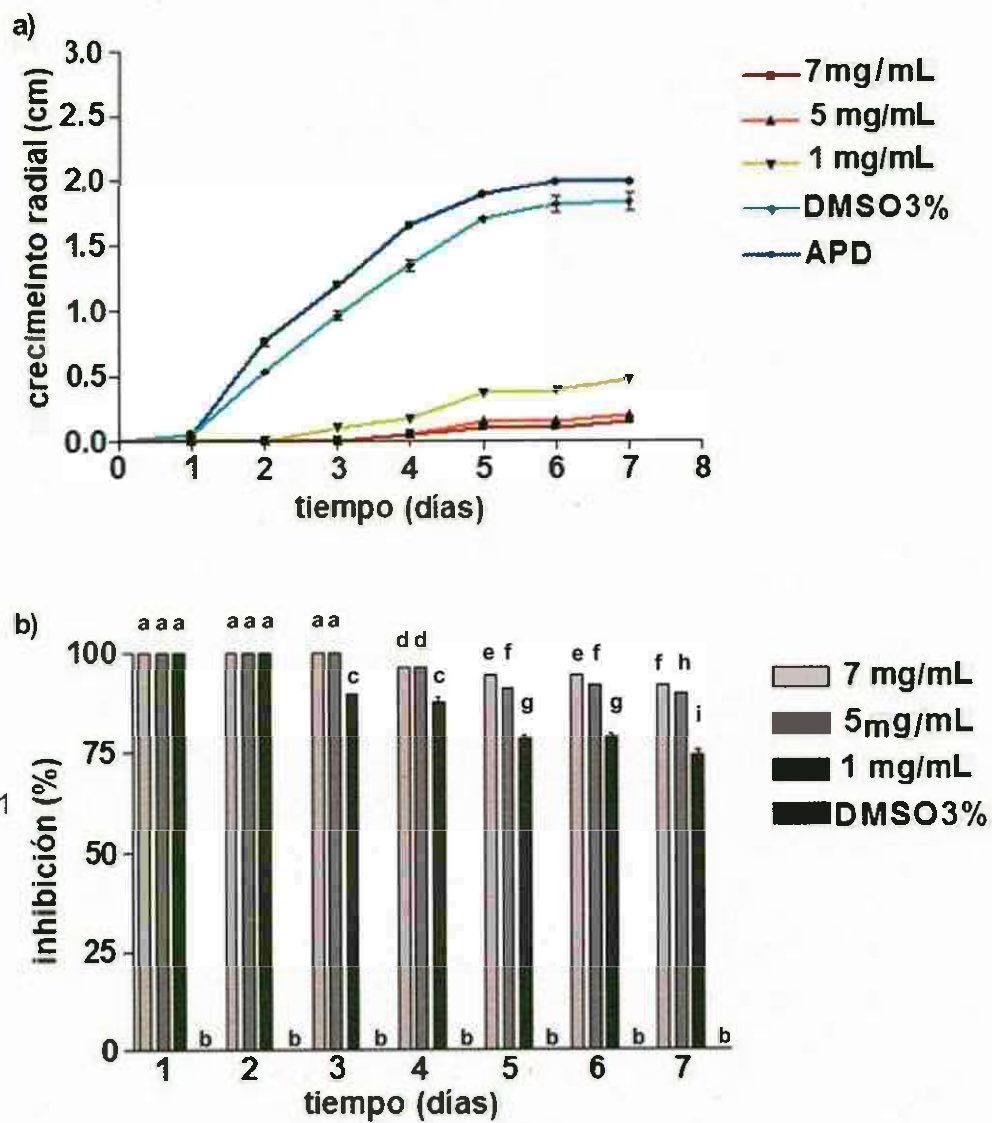 a)
3.0
2.5
2.0
1.5
1.0
0.5
0.0
crecimeinto radial (cm)
0 1 2 3 4 5 6 7 8
tiempo (días)
7mg/mL
5 mg/mL
1 mg/mL
DMSO3%
APD
b)
a a a a a a a a d d e f e f f h
c c g g i
100
75
50
25
0
b b b b b b b
inhibición (%)
1
1 2 3 4 5 6 7
tiempo (días)
7 mg/mL
5mg/mL
1 mg/mL
DMSO3%